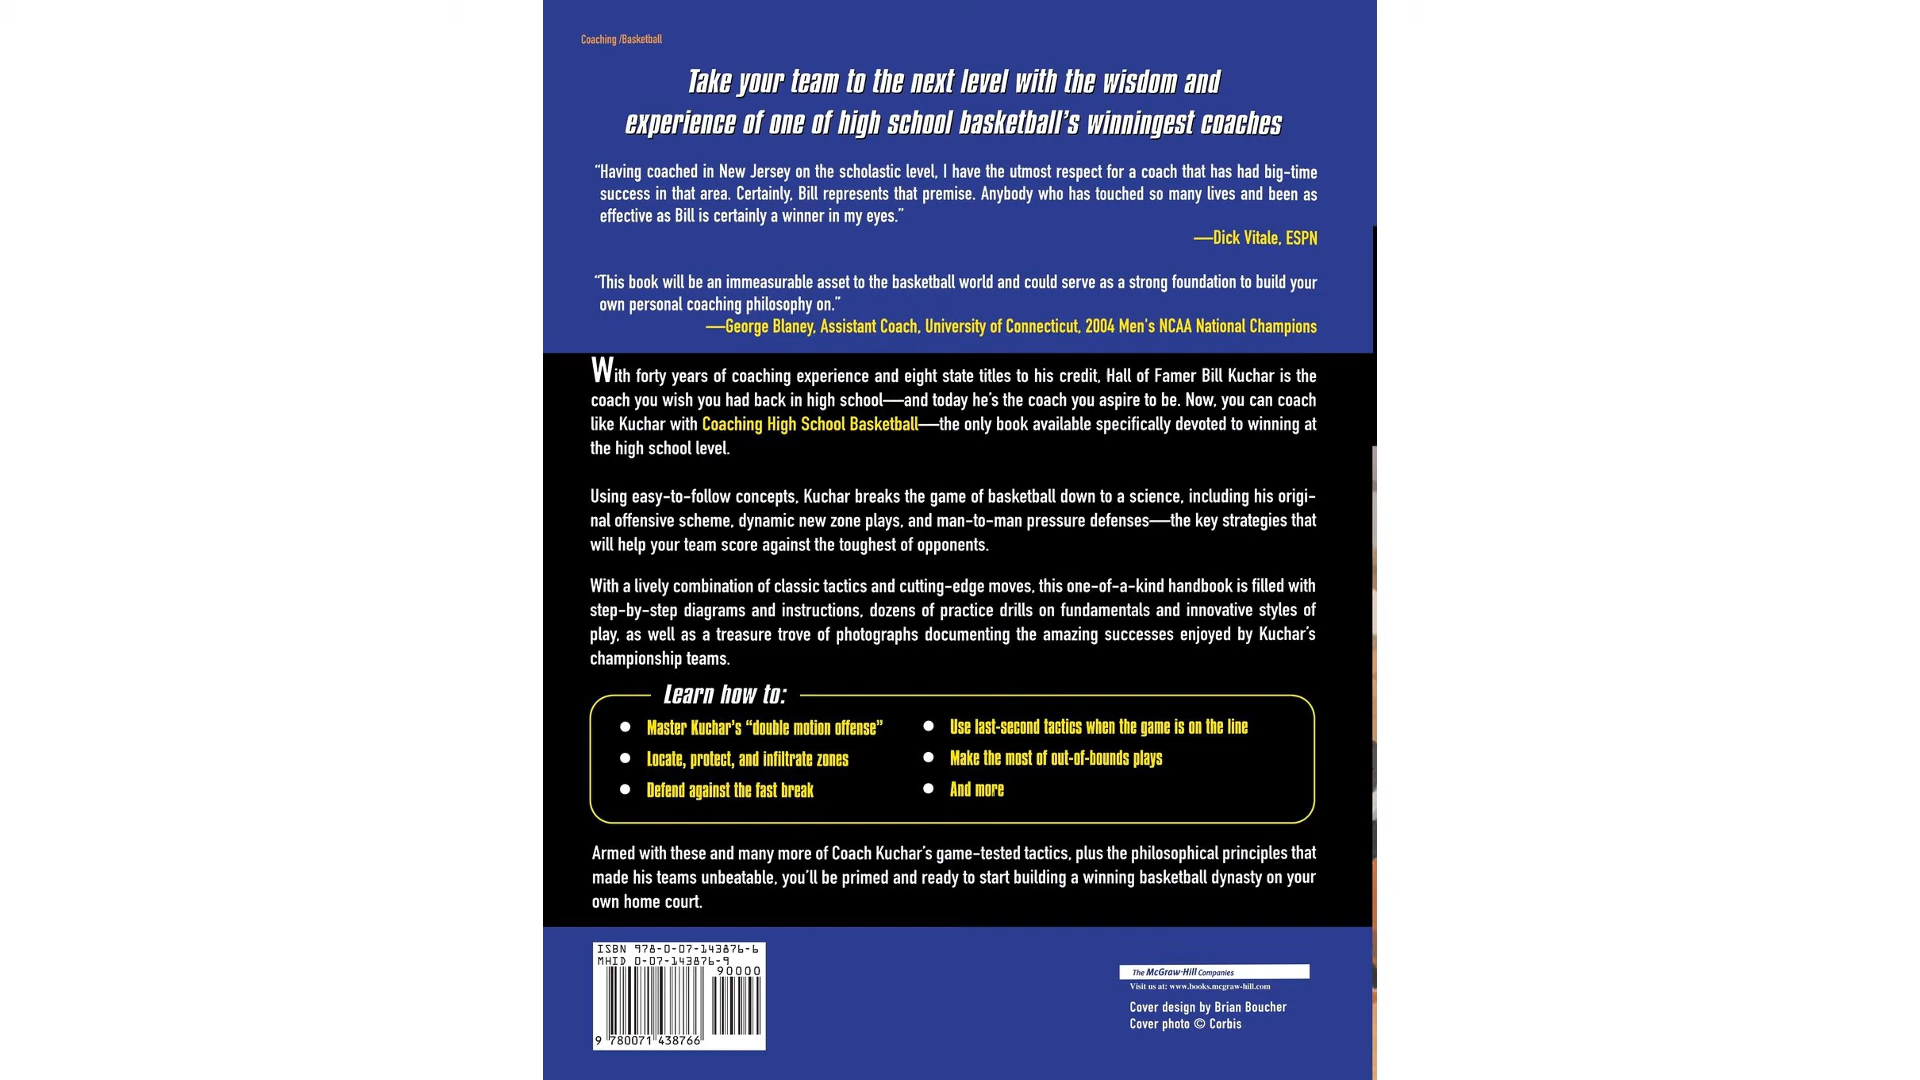 Coaching /Basketball
Take your team to the next level with the wisdom and
experience of one of high school basketball's winningest coaches
“Having coached in New Jersey on the scholastic level, I have the utmost respect for a coach that has had big-time
success in that area. Certainly, Bill represents that premise. Anybody who has touched so many lives and been as
effective as Bill is certainly a winner in my eyes.”
—Dick Vitale, ESPN
“This book will be an immeasurable asset to the basketball world and could serve as a strong foundation to build your
own personal coaching philosophy on.”
—George Blaney, Assistant Coach, University of Connecticut, 2004 Men's NCAA National Champions
With forty years of coaching experience and eight state titles to his credit, Hall of Famer Bill Kuchar is the
coach you wish you had back in high school—and today he's the coach you aspire to be. Now, you can coach
like Kuchar with Coaching High School Basketball—the only book available specifically devoted to winning at
the high school level.
Using easy-to-follow concepts, Kuchar breaks the game of basketball down to a science, including his origi-
nal offensive scheme, dynamic new zone plays, and man-to-man pressure defenses—the key strategies that
will help your team score against the toughest of opponents.
With a lively combination of classic tactics and cutting-edge moves, this one-of-a-kind handbook is filled with
step-by-step diagrams and instructions, dozens of practice drills on fundamentals and innovative styles of
play, as well as a treasure trove of photographs documenting the amazing successes enjoyed by Kuchar's
championship teams.
Learn how to:
● Master Kuchar's “double motion offense”
● Locate, protect, and infiltrate zones
● Defend against the fast break
● Use last-second tactics when the game is on the line
● Make the most of out-of-bounds plays
● And more
Armed with these and many more of Coach Kuchar's game-tested tactics, plus the philosophical principles that
made his teams unbeatable, you'll be primed and ready to start building a winning basketball dynasty on your
own home court.
ISBN 978-0-07-143876-6
MHID 0-07-143876-9
90000
9 780071 438766
The McGraw-Hill Companies
Visit us at: www.books.mcgraw-hill.com
Cover design by Brian Boucher
Cover photo © Corbis